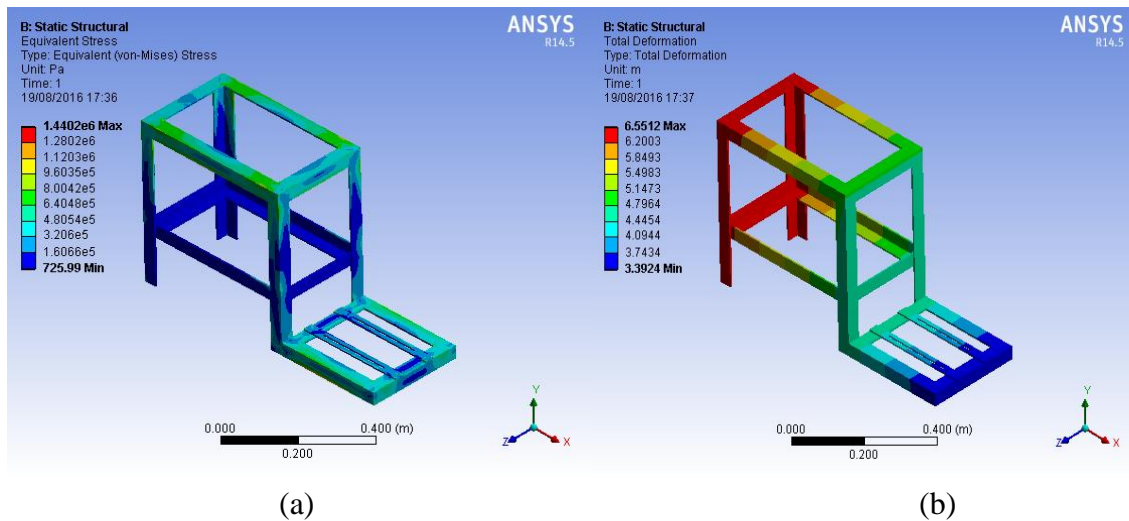 B: Static Structural
Equivalent Stress
Type: Equivalent (von-Mises) Stress
Unit: Pa
Time: 1
19/08/2016 17:36
ANSYS
R14.5
1.4402e6 Max
1.2802e6
1.1203e6
9.6035e5
8.0042e5
6.4048e5
4.8054e5
3.206e5
1.6066e5
725.99 Min
0.000 0.400 (m)
0.200
Y
Z X
(a)
B: Static Structural
Total Deformation
Type: Total Deformation
Unit: m
Time: 1
19/08/2016 17:37
ANSYS
R14.5
6.5512 Max
6.2003
5.8493
5.4983
5.1473
4.7964
4.4454
4.0944
3.7434
3.3924 Min
0.000 0.400 (m)
0.200
Y
Z X
(b)